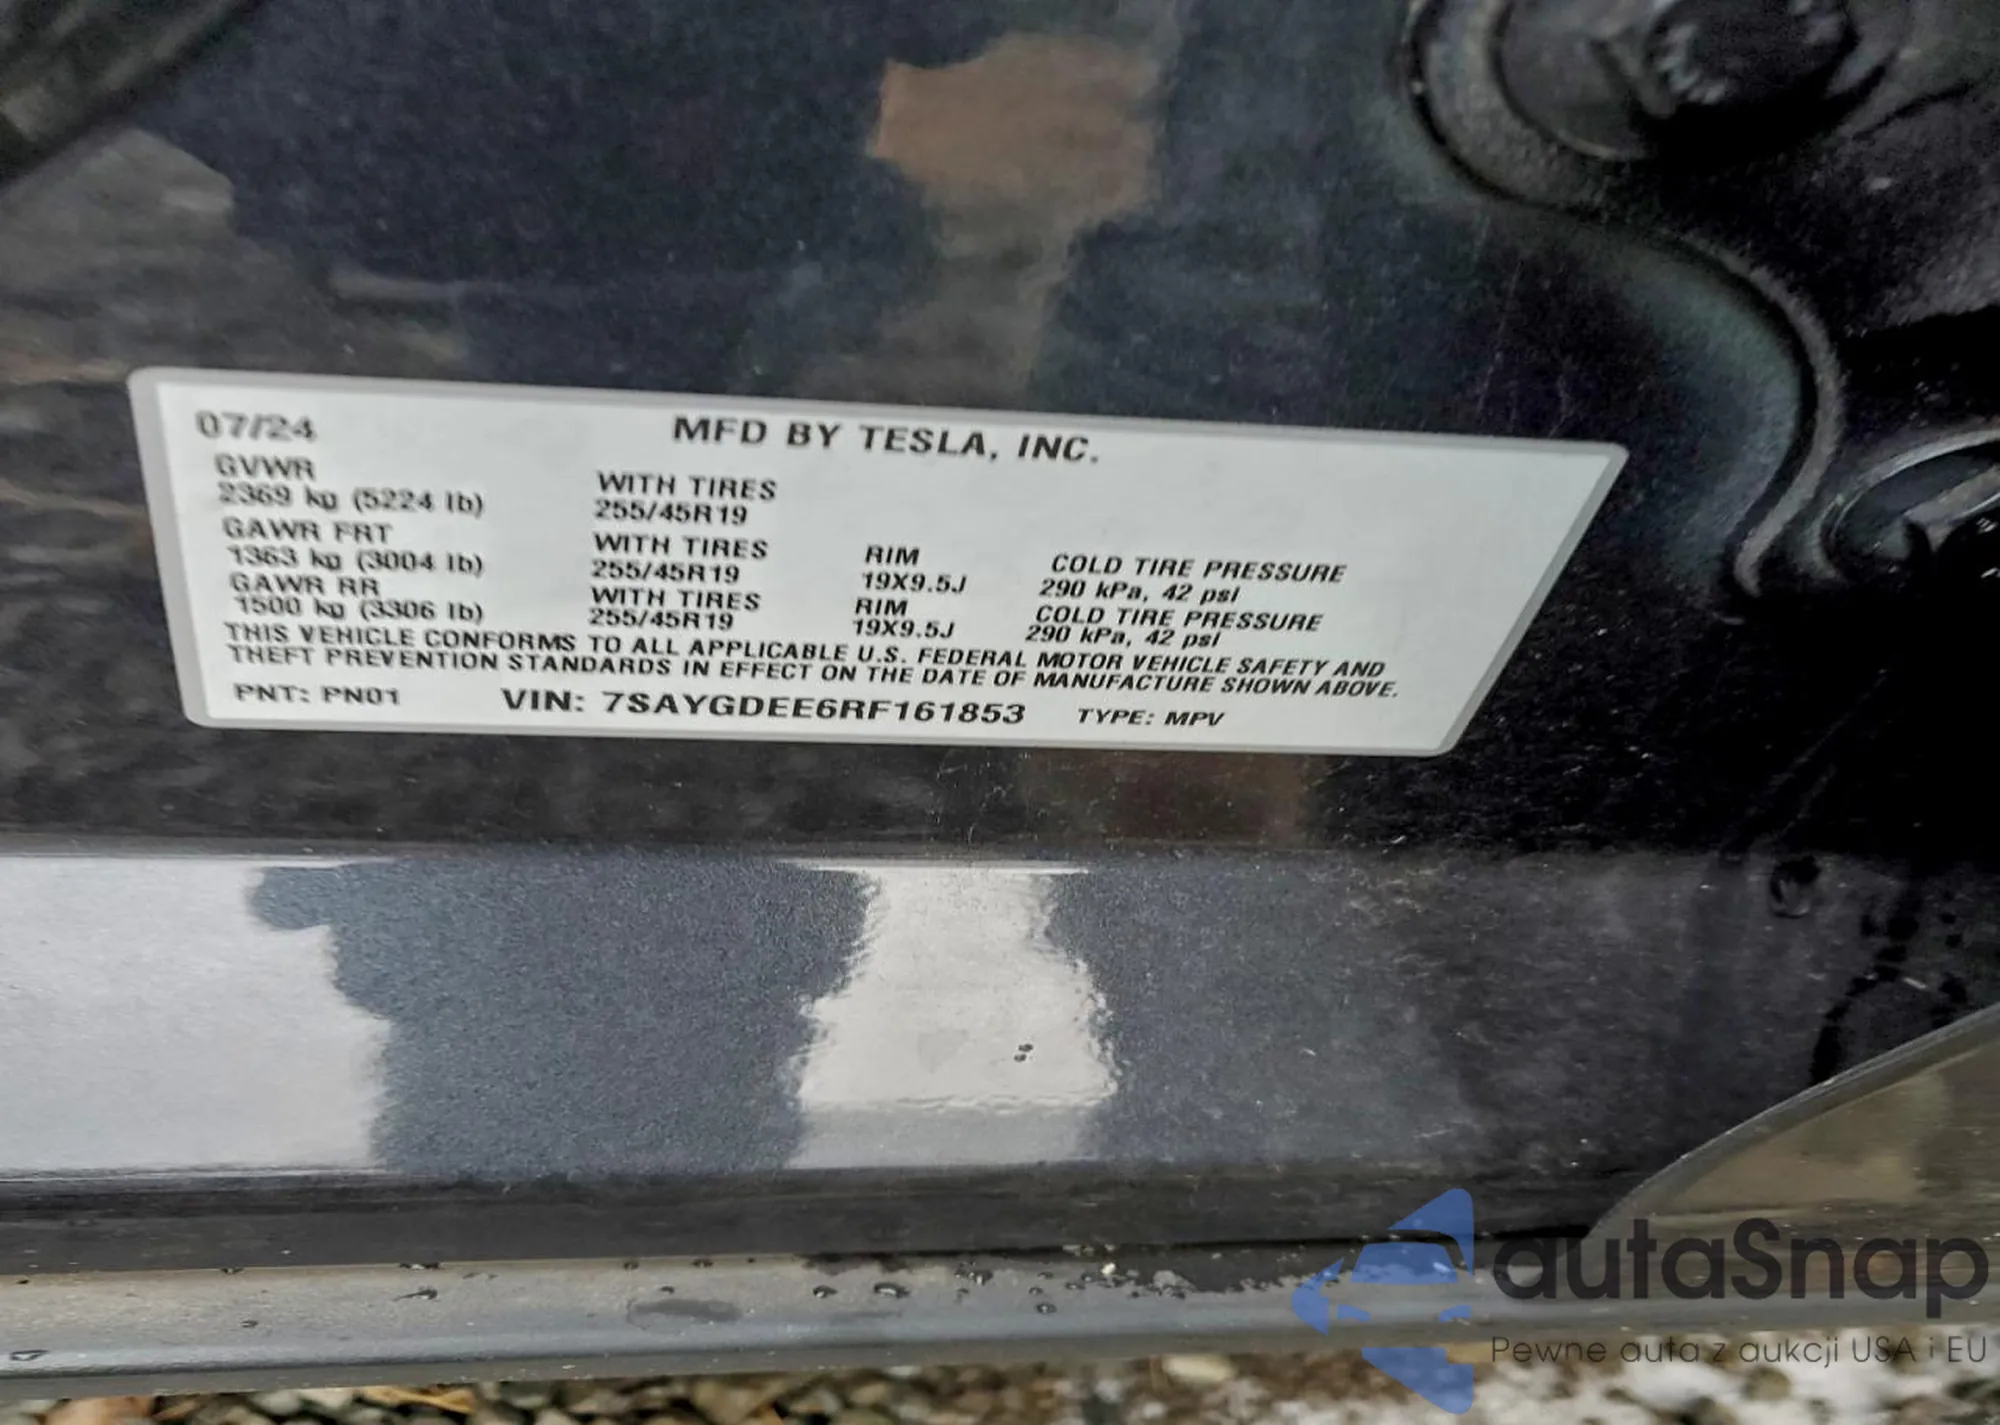 07/24 MFD BY TESLA, INC.
GVWR
2369 kg (5224 lb) WITH TIRES
255/45R19
GAWR FRT
1363 kg (3004 lb) WITH TIRES
255/45R19 RIM
19X9.5J COLD TIRE PRESSURE
290 kPa, 42 psi
GAWR RR
1500 kg (3306 lb) WITH TIRES
255/45R19 RIM
19X9.5J COLD TIRE PRESSURE
290 kPa, 42 psi
THIS VEHICLE CONFORMS TO ALL APPLICABLE U.S. FEDERAL MOTOR VEHICLE SAFETY AND
THEFT PREVENTION STANDARDS IN EFFECT ON THE DATE OF MANUFACTURE SHOWN ABOVE.
PNT: PN01 VIN: 7SAYGDEE6RF161853 TYPE: MPV
autaSnap
Pewne auta z aukcji USA i EU